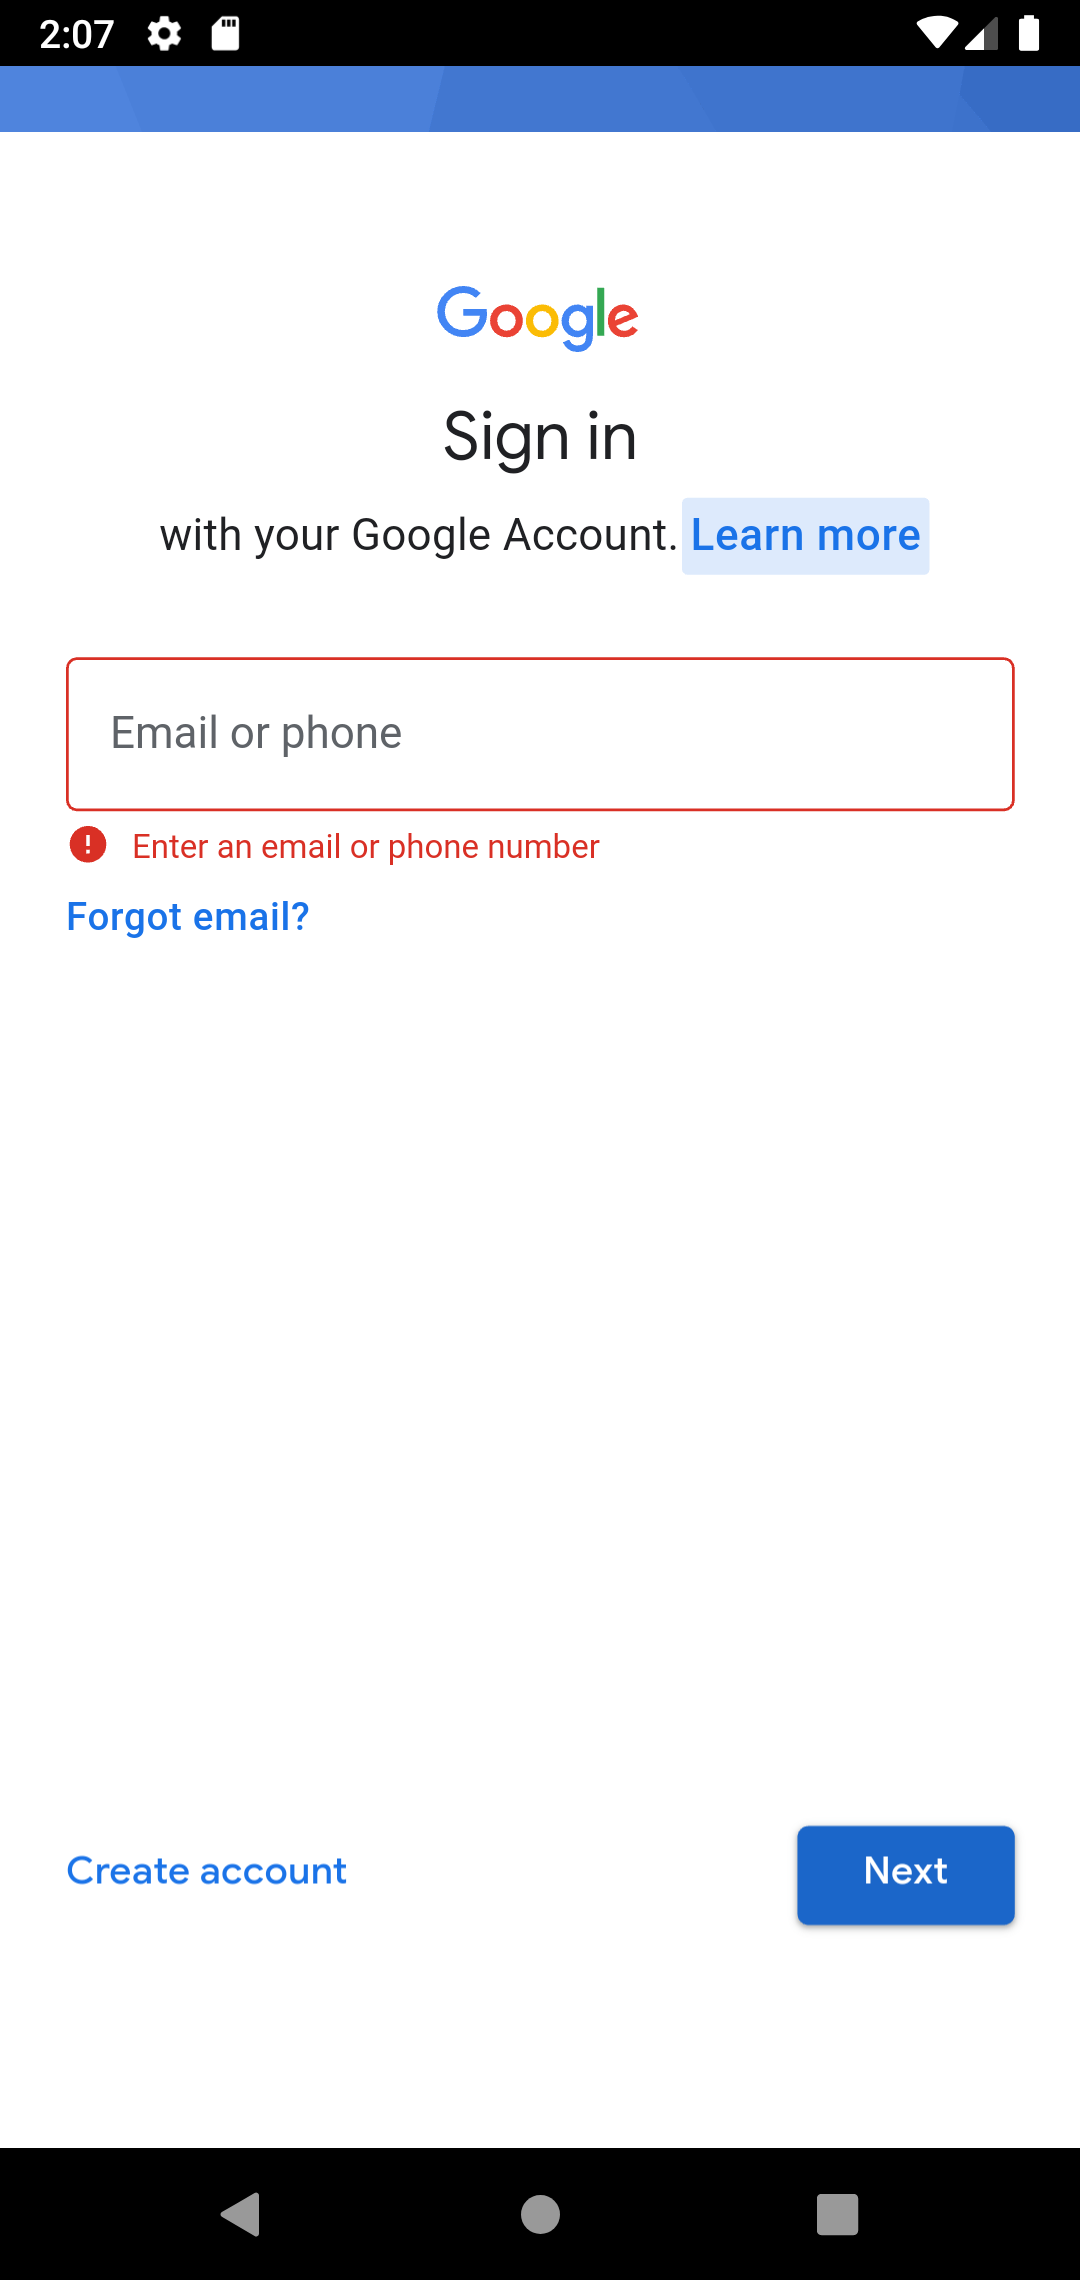 2:07
Google
Sign in
with your Google Account. Learn more
Email or phone
Enter an email or phone number
Forgot email?
Create account
Next